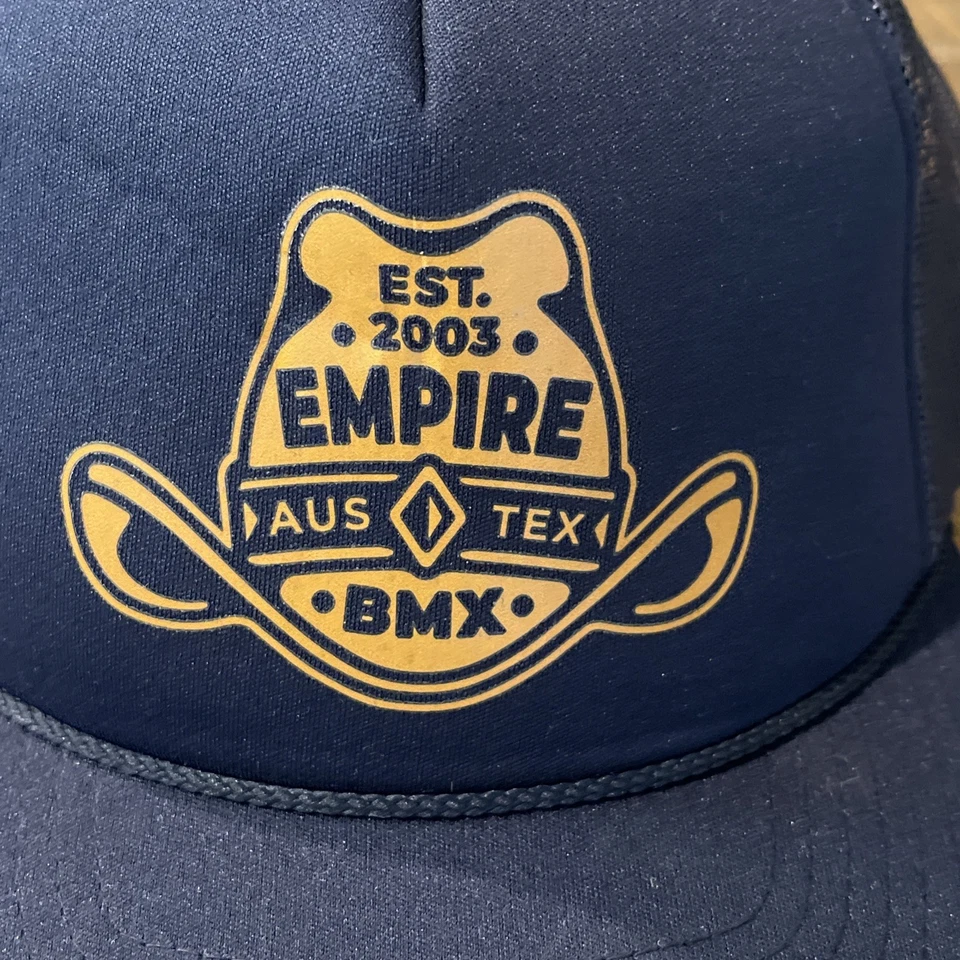 EST.
2003
EMPIRE
AUS TEX
BMX